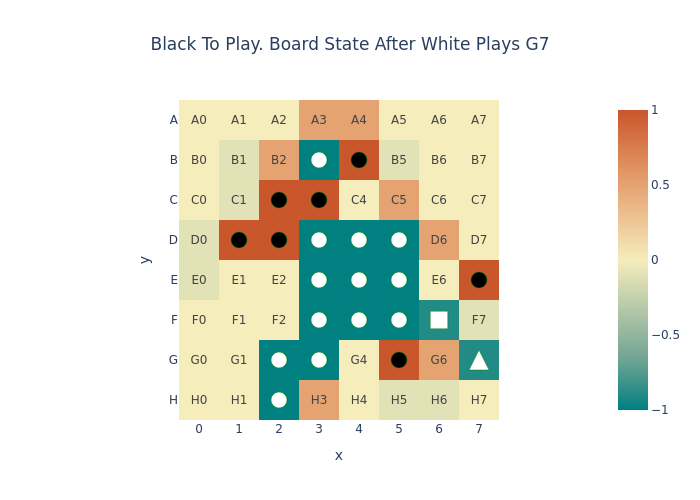 Black To Play. Board State After White Plays G7
A A0 A1 A2 A3 A4 A5 A6 A7
B B0 B1 B2 B5 B6 B7
C C0 C1 C4 C5 C6 C7
D D0 D6 D7
E E0 E1 E2 E6
F F0 F1 F2 F7
G G0 G1 G4 G6
H H0 H1 H3 H4 H5 H6 H7
0 1 2 3 4 5 6 7
x
y
1
0.5
0
−0.5
−1